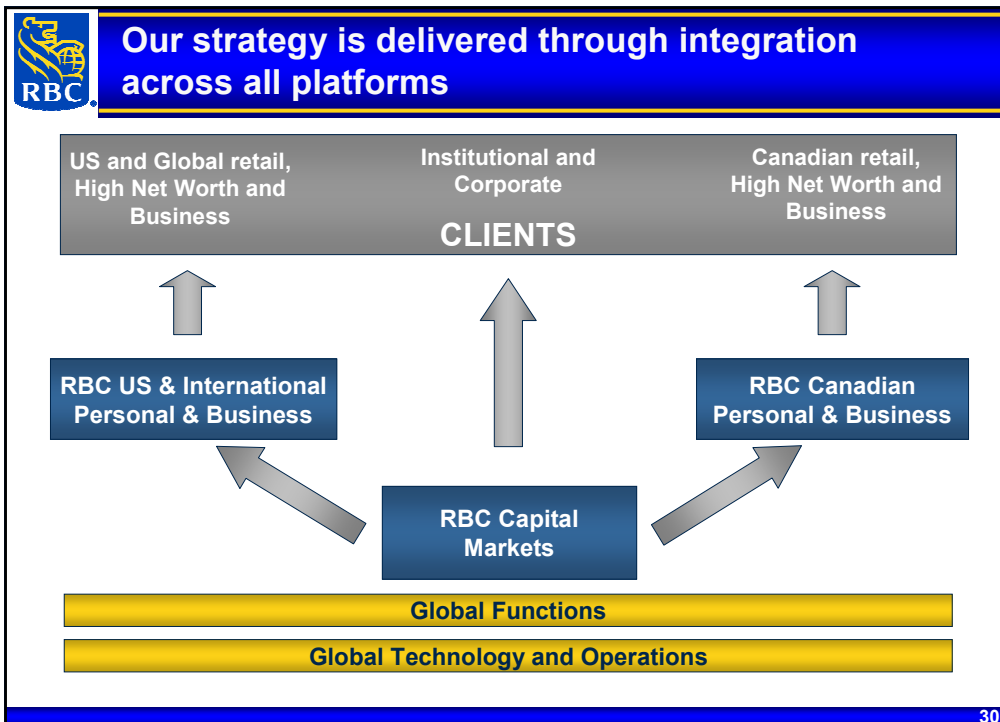 RBC
Our strategy is delivered through integration
across all platforms
US and Global retail,
High Net Worth and
Business
Institutional and
Corporate
Canadian retail,
High Net Worth and
Business
CLIENTS
RBC US & International
Personal & Business
RBC Canadian
Personal & Business
RBC Capital
Markets
Global Functions
Global Technology and Operations
30